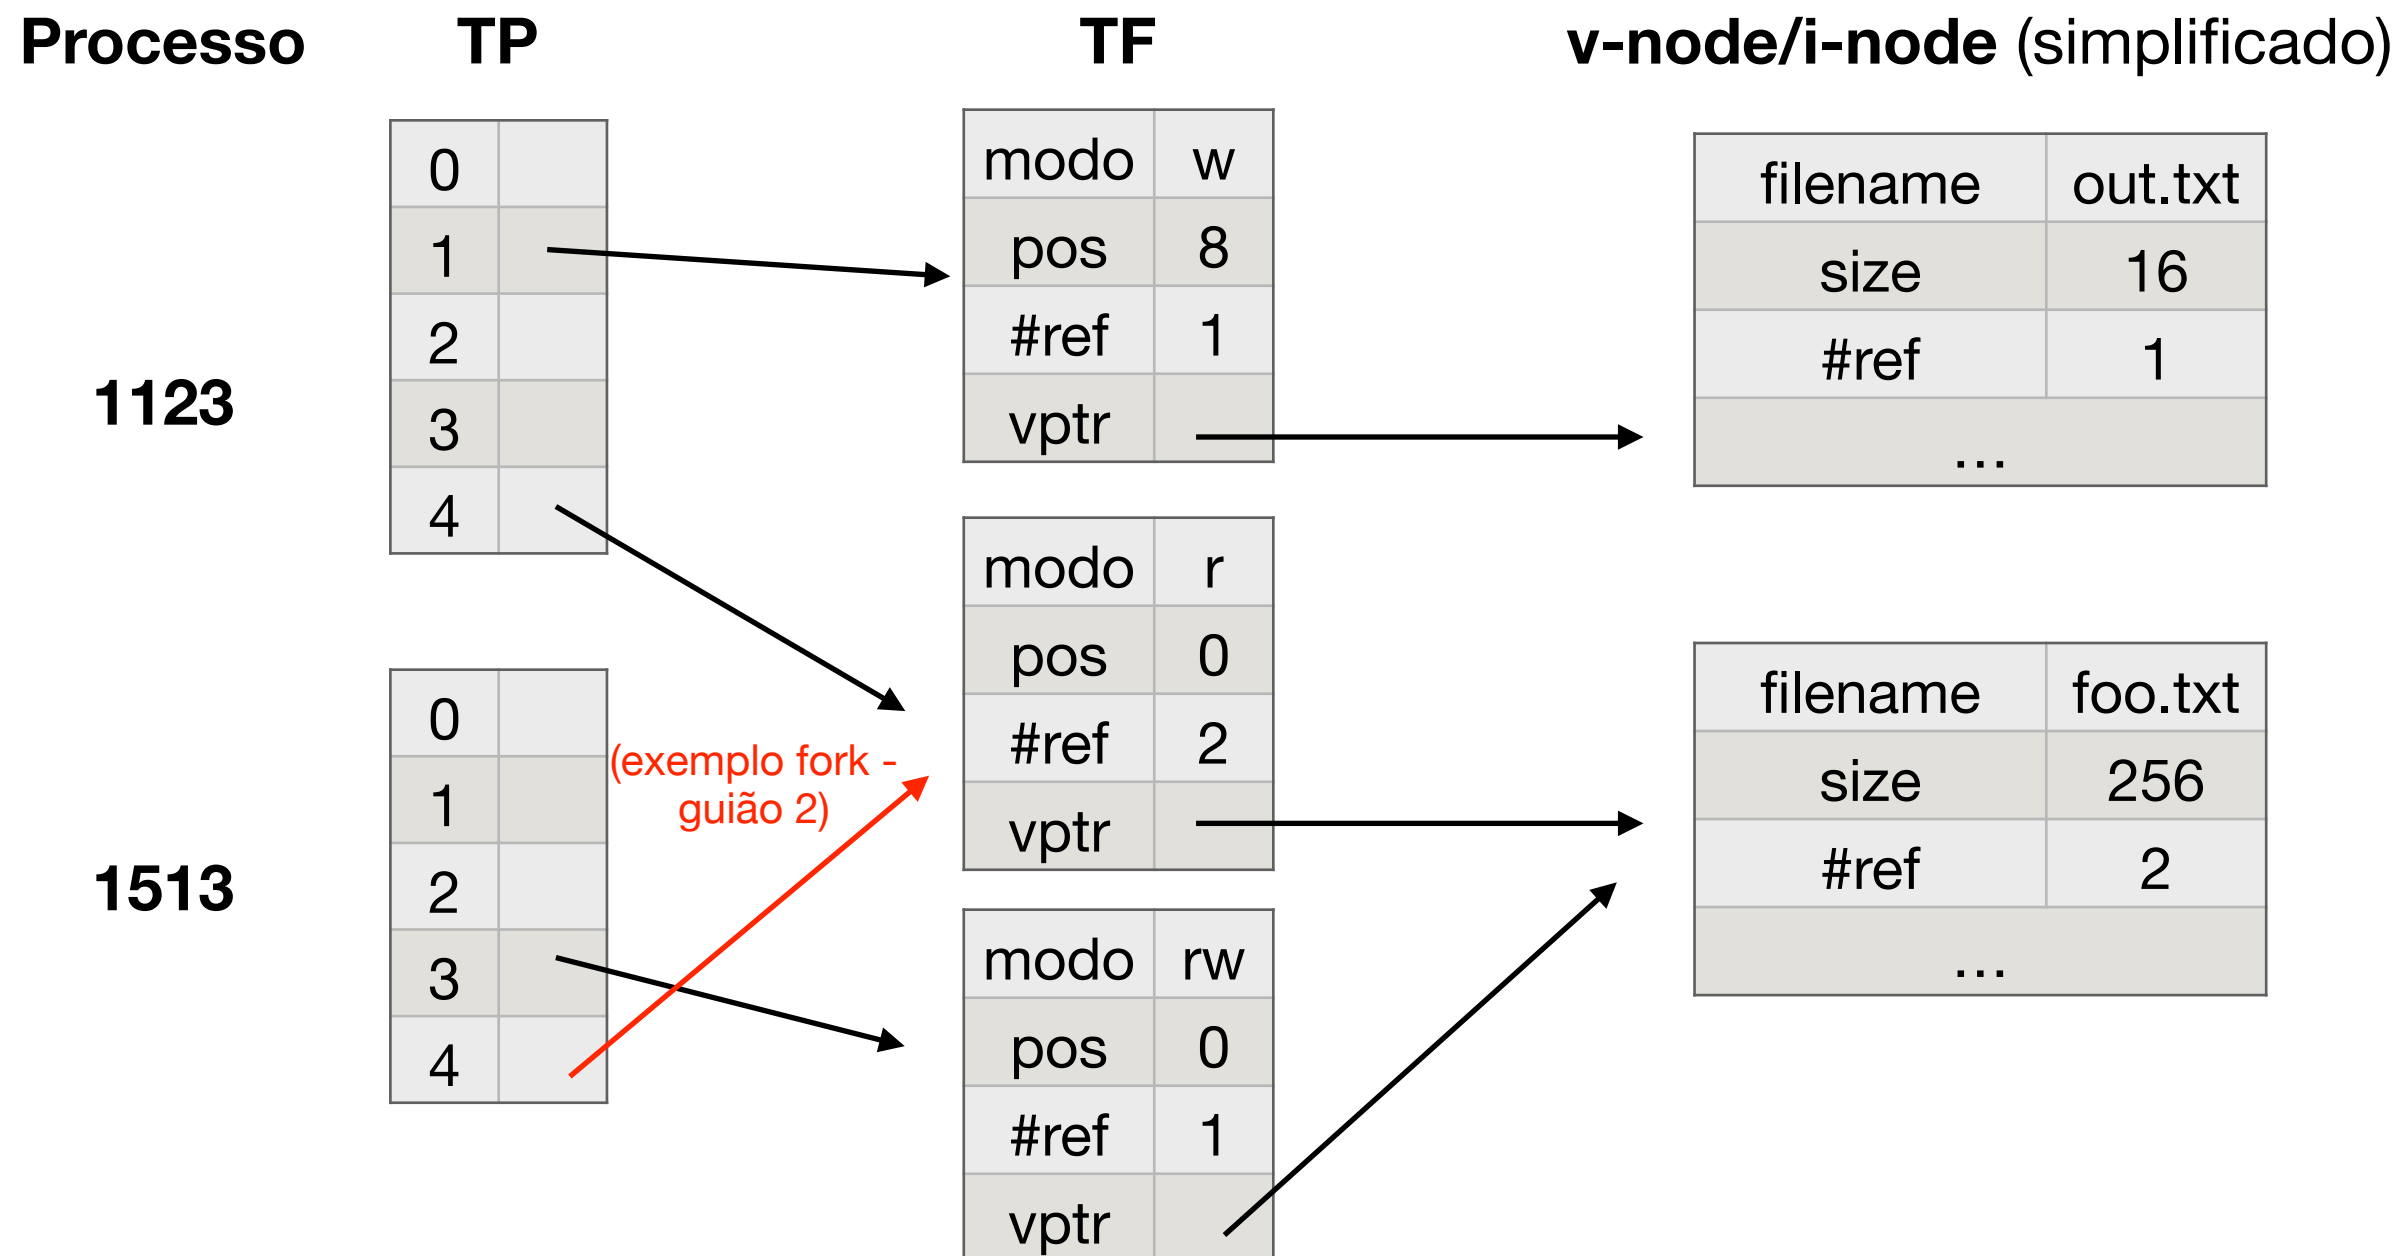 Processo TP TF v-node/i-node (simplificado)
1123
0
1
2
3
4
modo w
pos 8
#ref 1
vptr
filename out.txt
size 16
#ref 1
...
1513
0
1
2
3
4
(exemplo fork -
guião 2)
modo r
pos 0
#ref 2
vptr
modo rw
pos 0
#ref 1
vptr
filename foo.txt
size 256
#ref 2
...